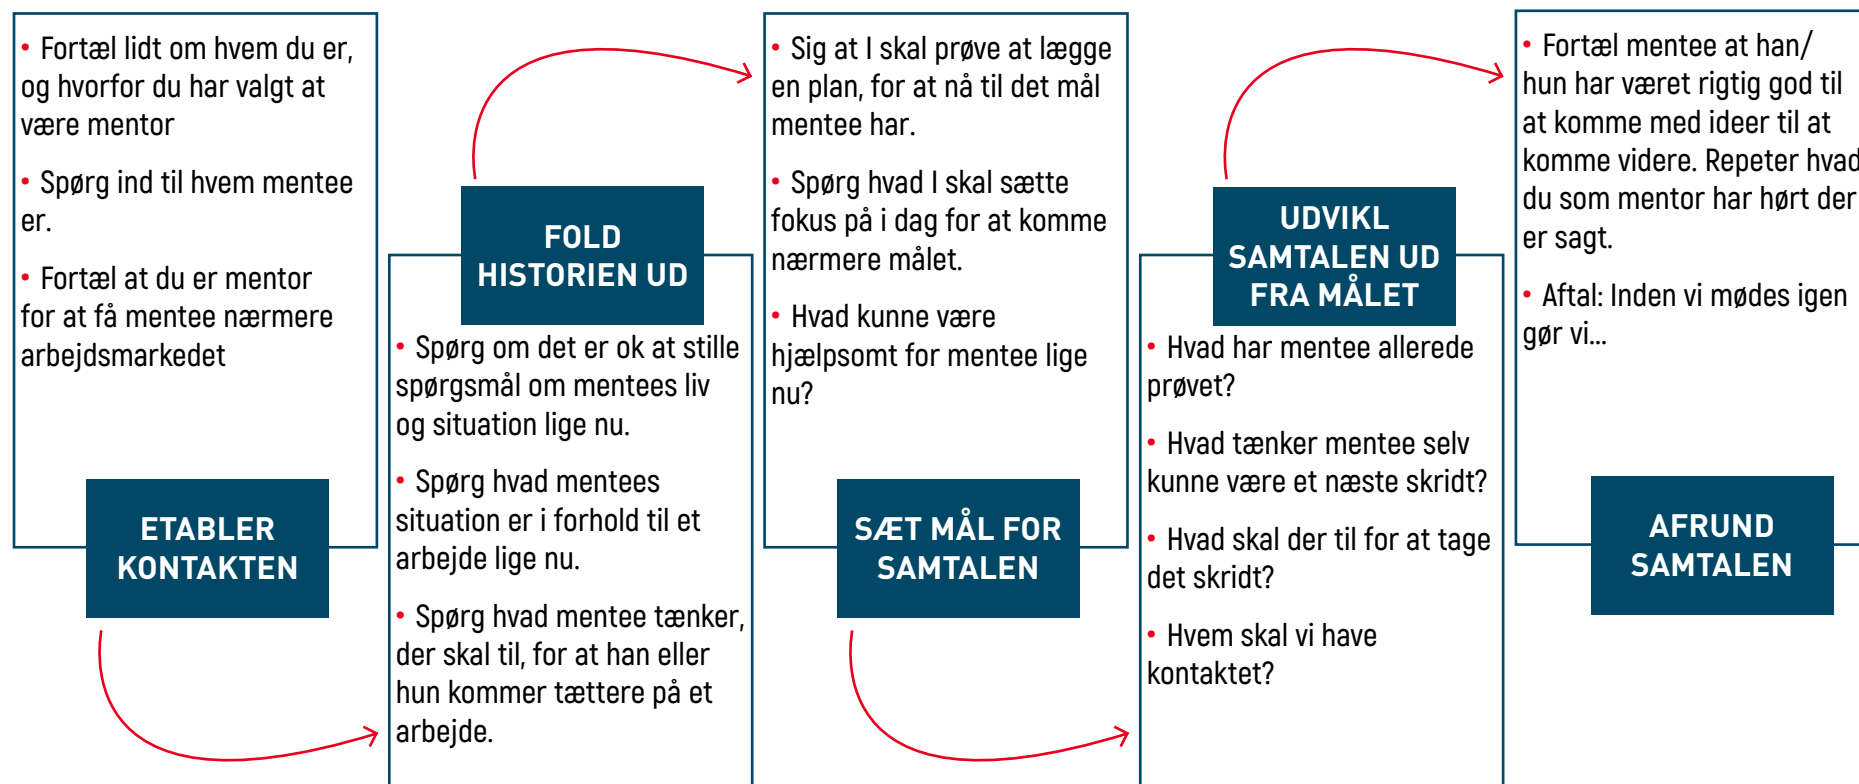 • Fortæl lidt om hvem du er,
og hvorfor du har valgt at
være mentor
• Spørg ind til hvem mentee
er.
• Fortæl at du er mentor
for at få mentee nærmere
arbejdsmarkedet
ETABLER
KONTAKTEN
FOLD
HISTORIEN UD
• Spørg om det er ok at stille
spørgsmål om mentees liv
og situation lige nu.
• Spørg hvad mentees
situation er i forhold til et
arbejde lige nu.
• Spørg hvad mentee tænker,
der skal til, for at han eller
hun kommer tættere på et
arbejde.
• Sig at I skal prøve at lægge
en plan, for at nå til det mål
mentee har.
• Spørg hvad I skal sætte
fokus på i dag for at komme
nærmere målet.
• Hvad kunne være
hjælpsomt for mentee lige
nu?
SÆT MÅL FOR
SAMTALEN
UDVIKL
SAMTALEN UD
FRA MÅLET
• Hvad har mentee allerede
prøvet?
• Hvad tænker mentee selv
kunne være et næste skridt?
• Hvad skal der til for at tage
det skridt?
• Hvem skal vi have
kontaktet?
• Fortæl mentee at han/
hun har været rigtig god til
at komme med ideer til at
komme videre. Repeter hvad
du som mentor har hørt der
er sagt.
• Aftal: Inden vi mødes igen
gør vi...
AFRUND
SAMTALEN